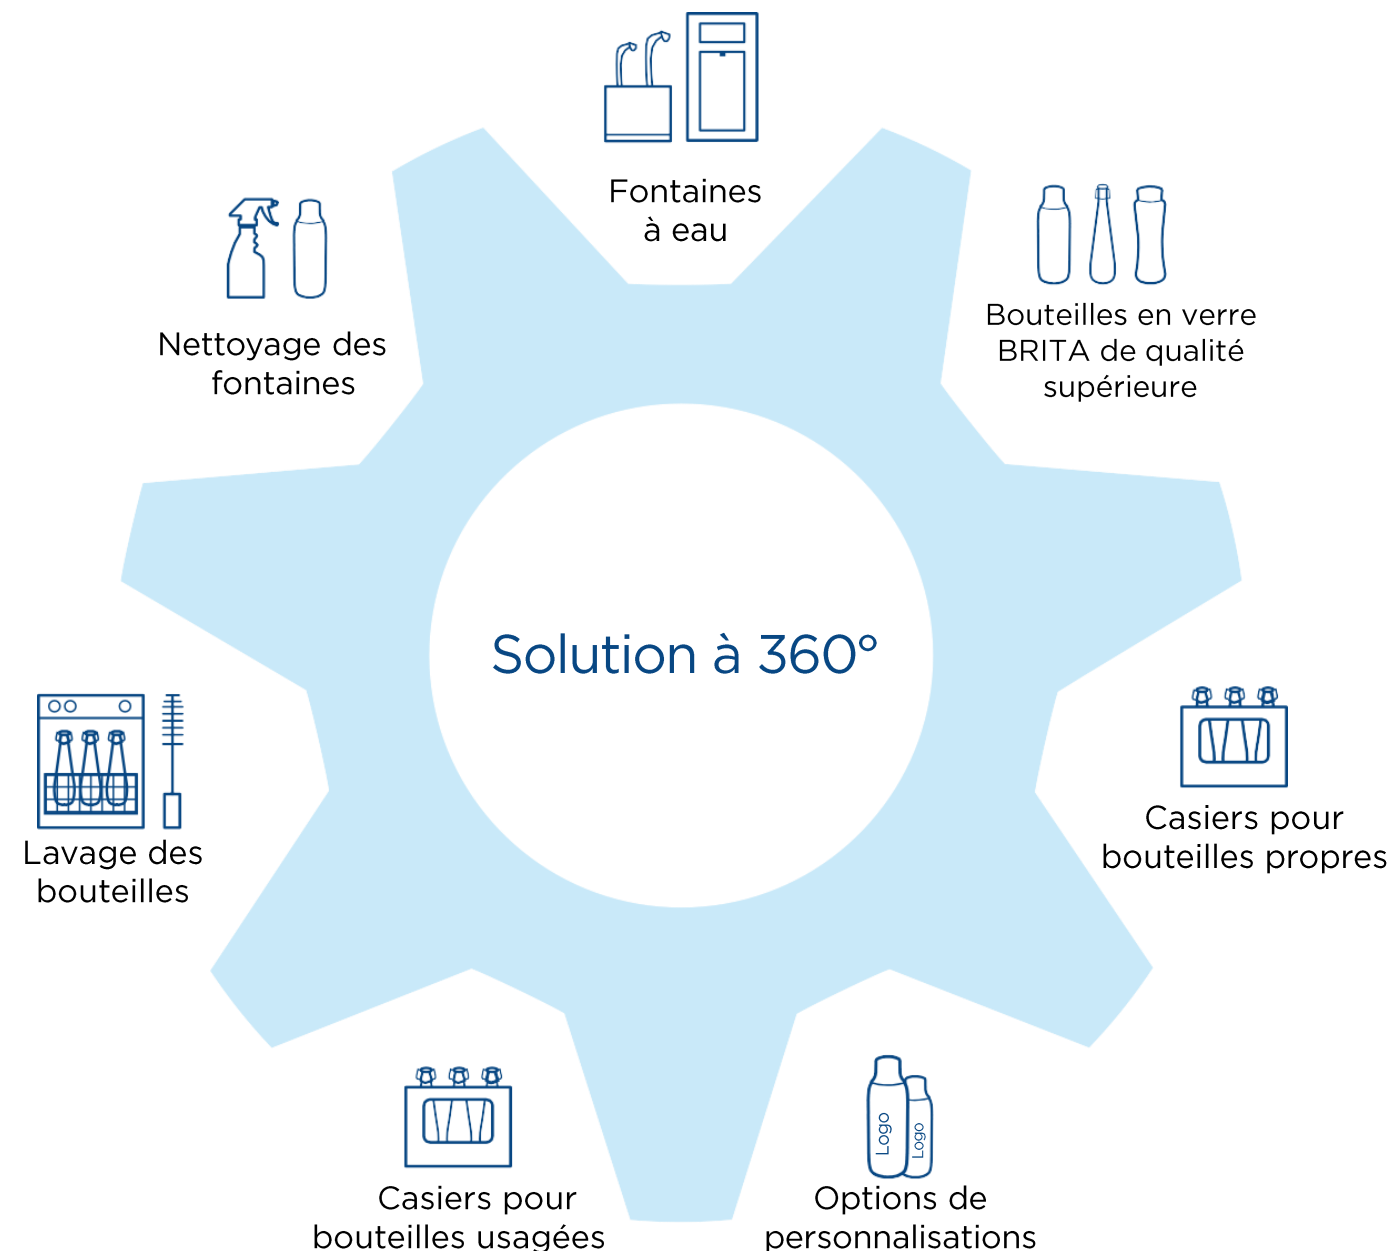 Fontaines
à eau
Bouteilles en verre
BRITA de qualité
supérieure
Nettoyage des
fontaines
Solution à 360°
Casiers pour
bouteilles propres
Lavage des
bouteilles
Logo
Logo
Options de
personnalisations
Casiers pour
bouteilles usagées